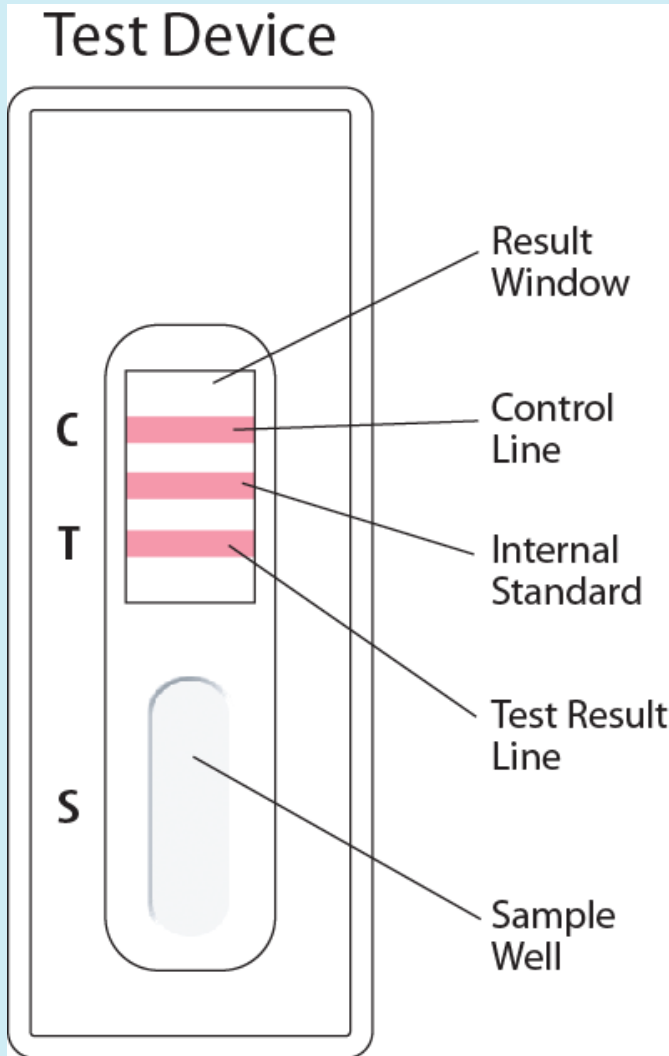 Test Device
Result
Window
C
Control
Line
T
Internal
Standard
Test Result
Line
S
Sample
Well